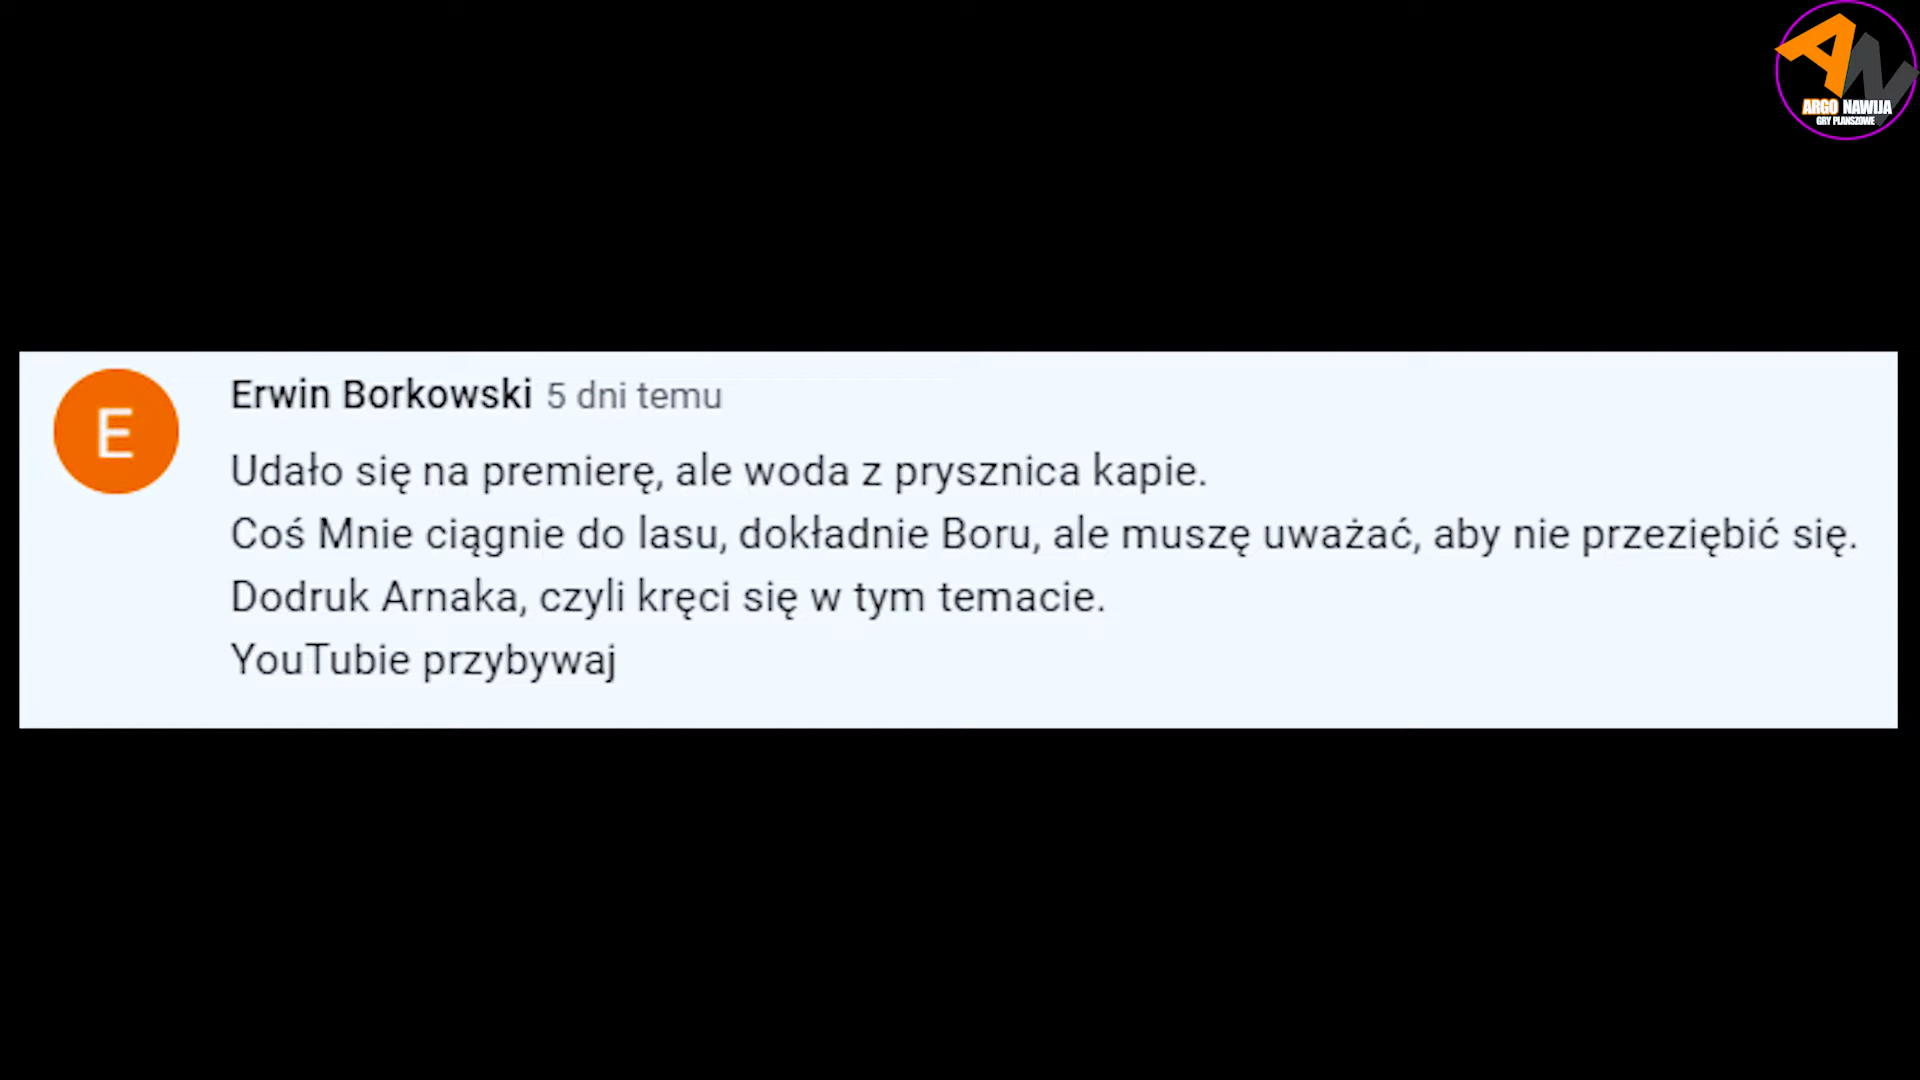 AN
ARGO NAWIJA
GRY PLANSZOWE
E
Erwin Borkowski 5 dni temu
Udało się na premierę, ale woda z prysznica kapie.
Coś Mnie ciągnie do lasu, dokładnie Boru, ale muszę uważać, aby nie przeziębić się.
Dodruk Arnaka, czyli kręci się w tym temacie.
YouTubie przybywaj